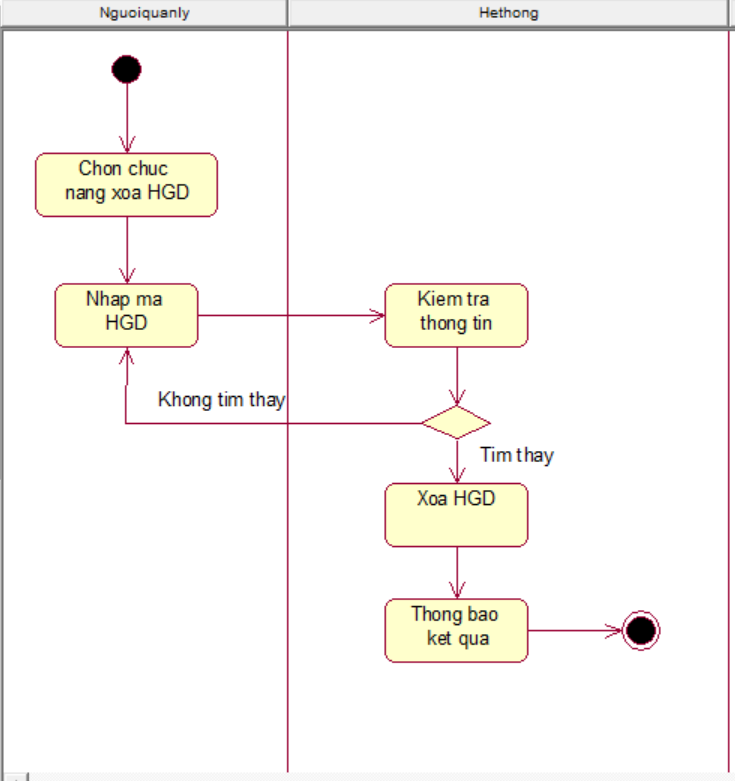 Nguoiquanly
Hethong
Chon chuc
nang xoa HGD
Nhap ma
HGD
Kiem tra
thong tin
Khong tim thay
Tim thay
Xoa HGD
Thong bao
ket qua